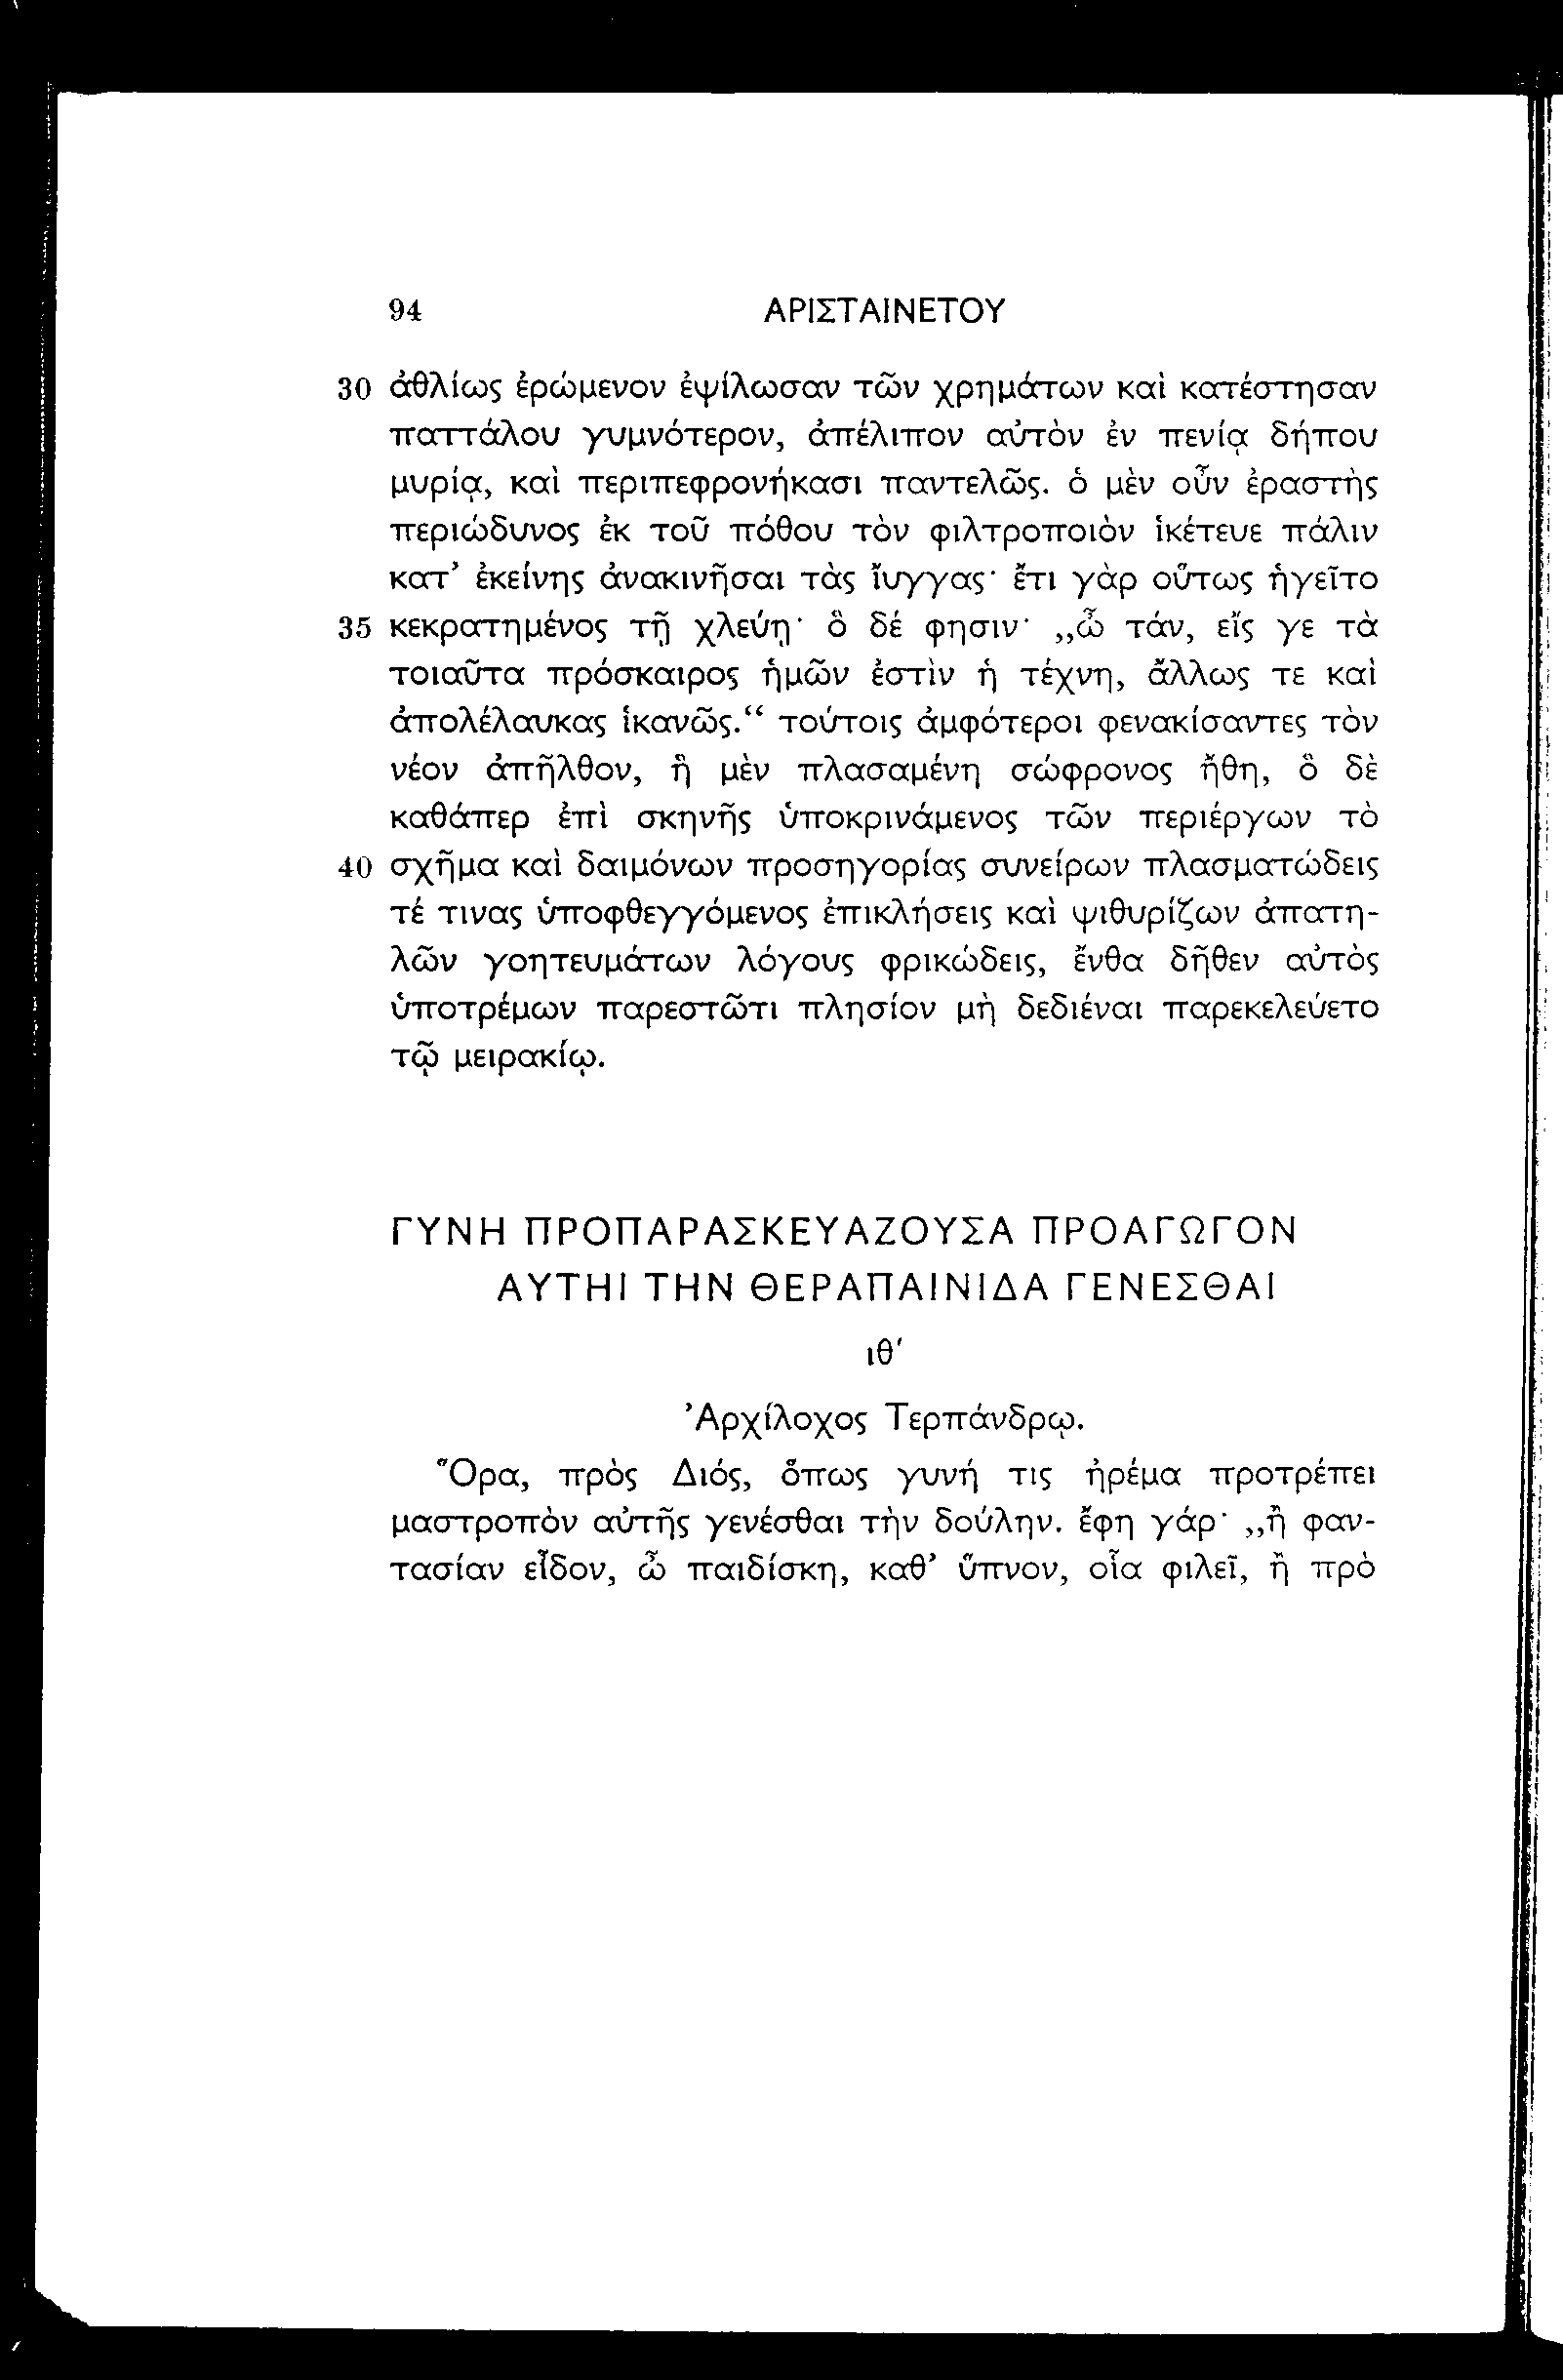 94 ΑΡΙΣΤΑΙΝΕΤΟΥ
30 ἀθλίως ἐρώμενον ἐψίλωσαν τῶν χρημάτων καὶ κατέστησαν
παττάλου γυμνότερον, ἀπέλιπον αὐτὸν ἐν πενίᾳ δήπου
μυρίᾳ, καὶ περιπεφρονήκασι παντελῶς. ὁ μὲν οὖν ἐραστὴς
περιώδυνος ἐκ τοῦ πόθου τὸν φιλτροποιὸν ἱκέτευε πάλιν
κατ’ ἐκείνης ἀνακινῆσαι τὰς ἴυγγας· ἔτι γὰρ οὕτως ἡγεῖτο
35 κεκρατημένος τῇ χλεύῃ· ὃ δέ φησιν· „ὦ τάν, εἴς γε τὰ
τοιαῦτα πρόσκαιρος ἡμῶν ἐστὶν ἡ τέχνη, ἄλλως τε καὶ
ἀπολέλαυκας ἱκανῶς.“ τούτοις ἀμφότεροι φενακίσαντες τὸν
νέον ἀπῆλθον, ἣ μὲν πλασαμένη σώφρονος ἤθη, ὃ δὲ
καθάπερ ἐπὶ σκηνῆς ὑποκρινάμενος τῶν περιέργων τὸ
40 σχῆμα καὶ δαιμόνων προσηγορίας συνείρων πλασματώδεις
τέ τινας ὑποφθεγγόμενος ἐπικλήσεις καὶ ψιθυρίζων ἀπατη-
λῶν γοητευμάτων λόγους φρικώδεις, ἔνθα δῆθεν αὐτὸς
ὑποτρέμων παρεστῶτι πλησίον μὴ δεδιέναι παρεκελεύετο
τῷ μειρακίῳ.
ΓΥΝΗ ΠΡΟΠΑΡΑΣΚΕΥΑΖΟΥΣΑ ΠΡΟΑΓΩΓΟΝ
ΑΥΤΗΙ ΤΗΝ ΘΕΡΑΠΑΙΝΙΔΑ ΓΕΝΕΣΘΑΙ
ιθ′
Ἀρχίλοχος Τερπάνδρῳ.
Ὅρα, πρὸς Διός, ὅπως γυνή τις ἠρέμα προτρέπει
μαστροπὸν αὐτῆς γενέσθαι τὴν δούλην. ἔφη γάρ· „ἢ φαν-
τασίαν εἶδον, ὦ παιδίσκη, καθ’ ὕπνον, οἷα φιλεῖ, ἢ πρὸ